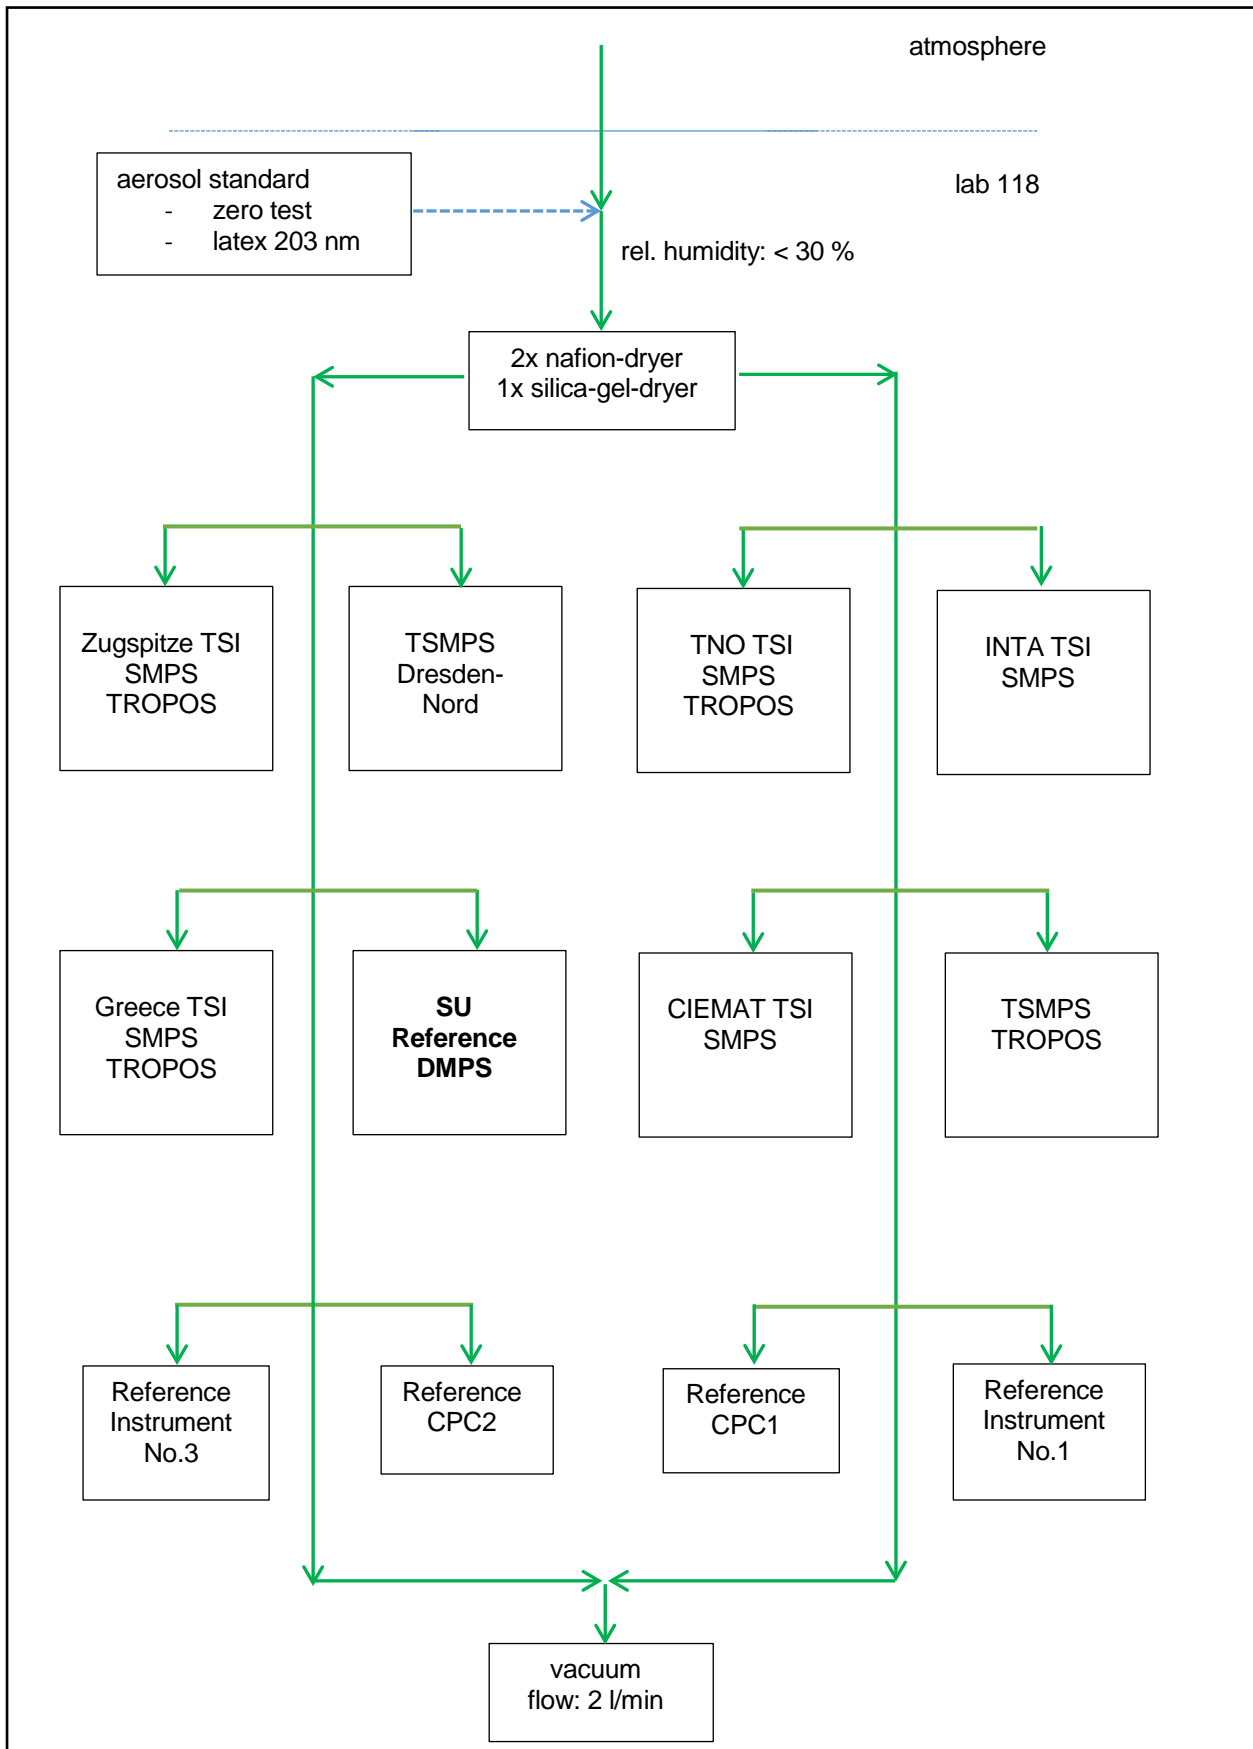 atmosphere
aerosol standard
- zero test
- latex 203 nm
lab 118
rel. humidity: < 30 %
2x nafion-dryer
1x silica-gel-dryer
Zugspitze TSI
SMPS
TROPOS
TSMPS
Dresden-
Nord
TNO TSI
SMPS
TROPOS
INTA TSI
SMPS
Greece TSI
SMPS
TROPOS
SU
Reference
DMPS
CIEMAT TSI
SMPS
TSMPS
TROPOS
Reference
Instrument
No.3
Reference
CPC2
Reference
CPC1
Reference
Instrument
No.1
vacuum
flow: 2 l/min